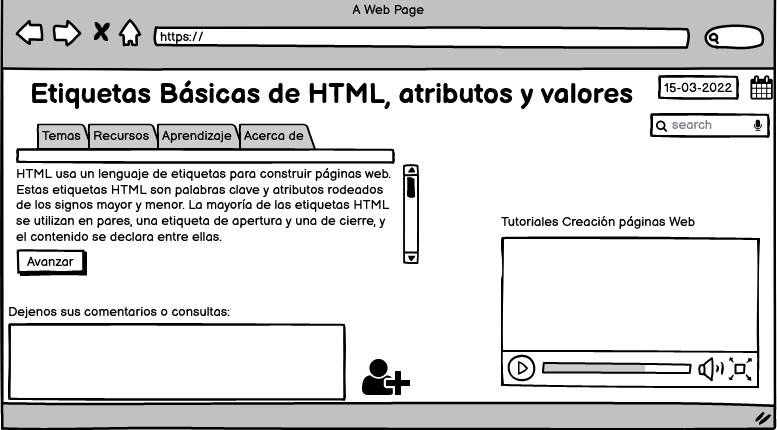 A Web Page
https://
Etiquetas Básicas de HTML, atributos y valores
15-03-2022
search
Temas Recursos Aprendizaje Acerca de
HTML usa un lenguaje de etiquetas para construir páginas web.
Estas etiquetas HTML son palabras clave y atributos rodeados
de los signos mayor y menor. La mayoría de las etiquetas HTML
se utilizan en pares, una etiqueta de apertura y una de cierre, y
el contenido se declara entre ellas.
Avanzar
Tutoriales Creación páginas Web
Dejenos sus comentarios o consultas: